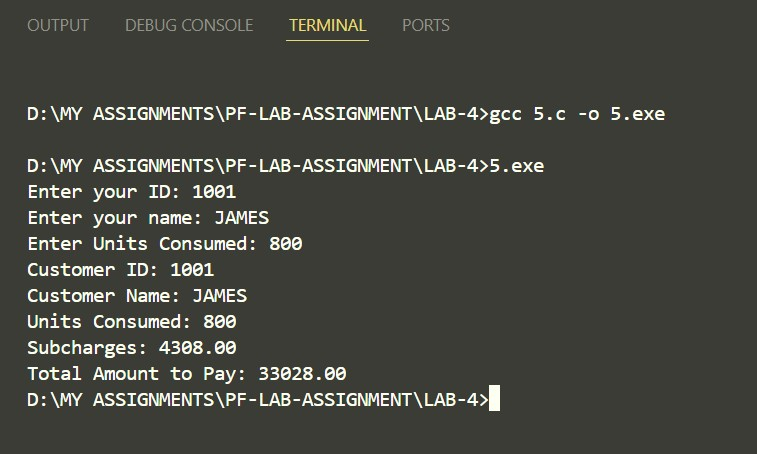 OUTPUT DEBUG CONSOLE TERMINAL PORTS
D:\MY ASSIGNMENTS\PF-LAB-ASSIGNMENT\LAB-4>gcc 5.c -o 5.exe
D:\MY ASSIGNMENTS\PF-LAB-ASSIGNMENT\LAB-4>5.exe
Enter your ID: 1001
Enter your name: JAMES
Enter Units Consumed: 800
Customer ID: 1001
Customer Name: JAMES
Units Consumed: 800
Subcharges: 4308.00
Total Amount to Pay: 33028.00
D:\MY ASSIGNMENTS\PF-LAB-ASSIGNMENT\LAB-4>